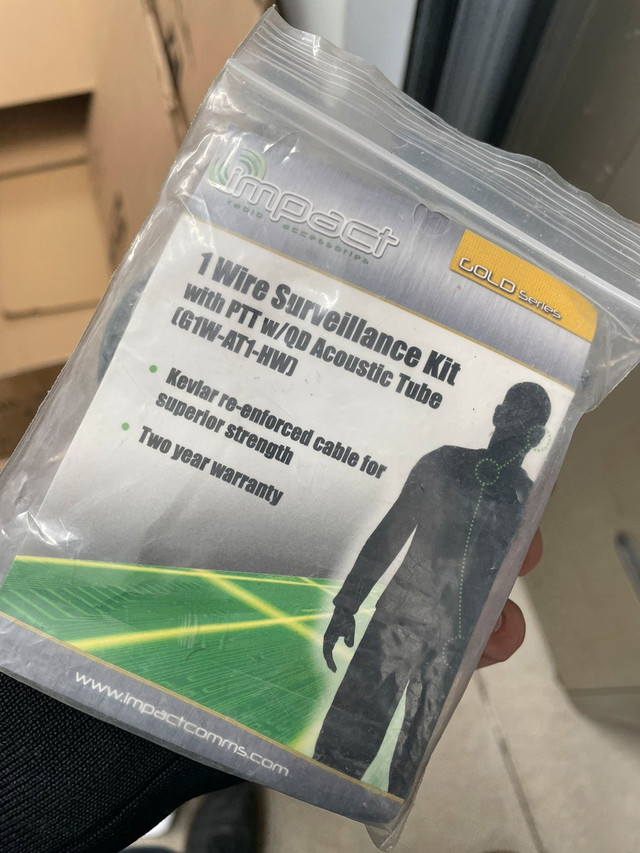 impact
radio accessories
GOLD Series
1 Wire Surveillance Kit
with PTT w/QD Acoustic Tube
(G1W-AT1-HW)
• Kevlar re-enforced cable for
superior strength
• Two year warranty
www.impactcomms.com